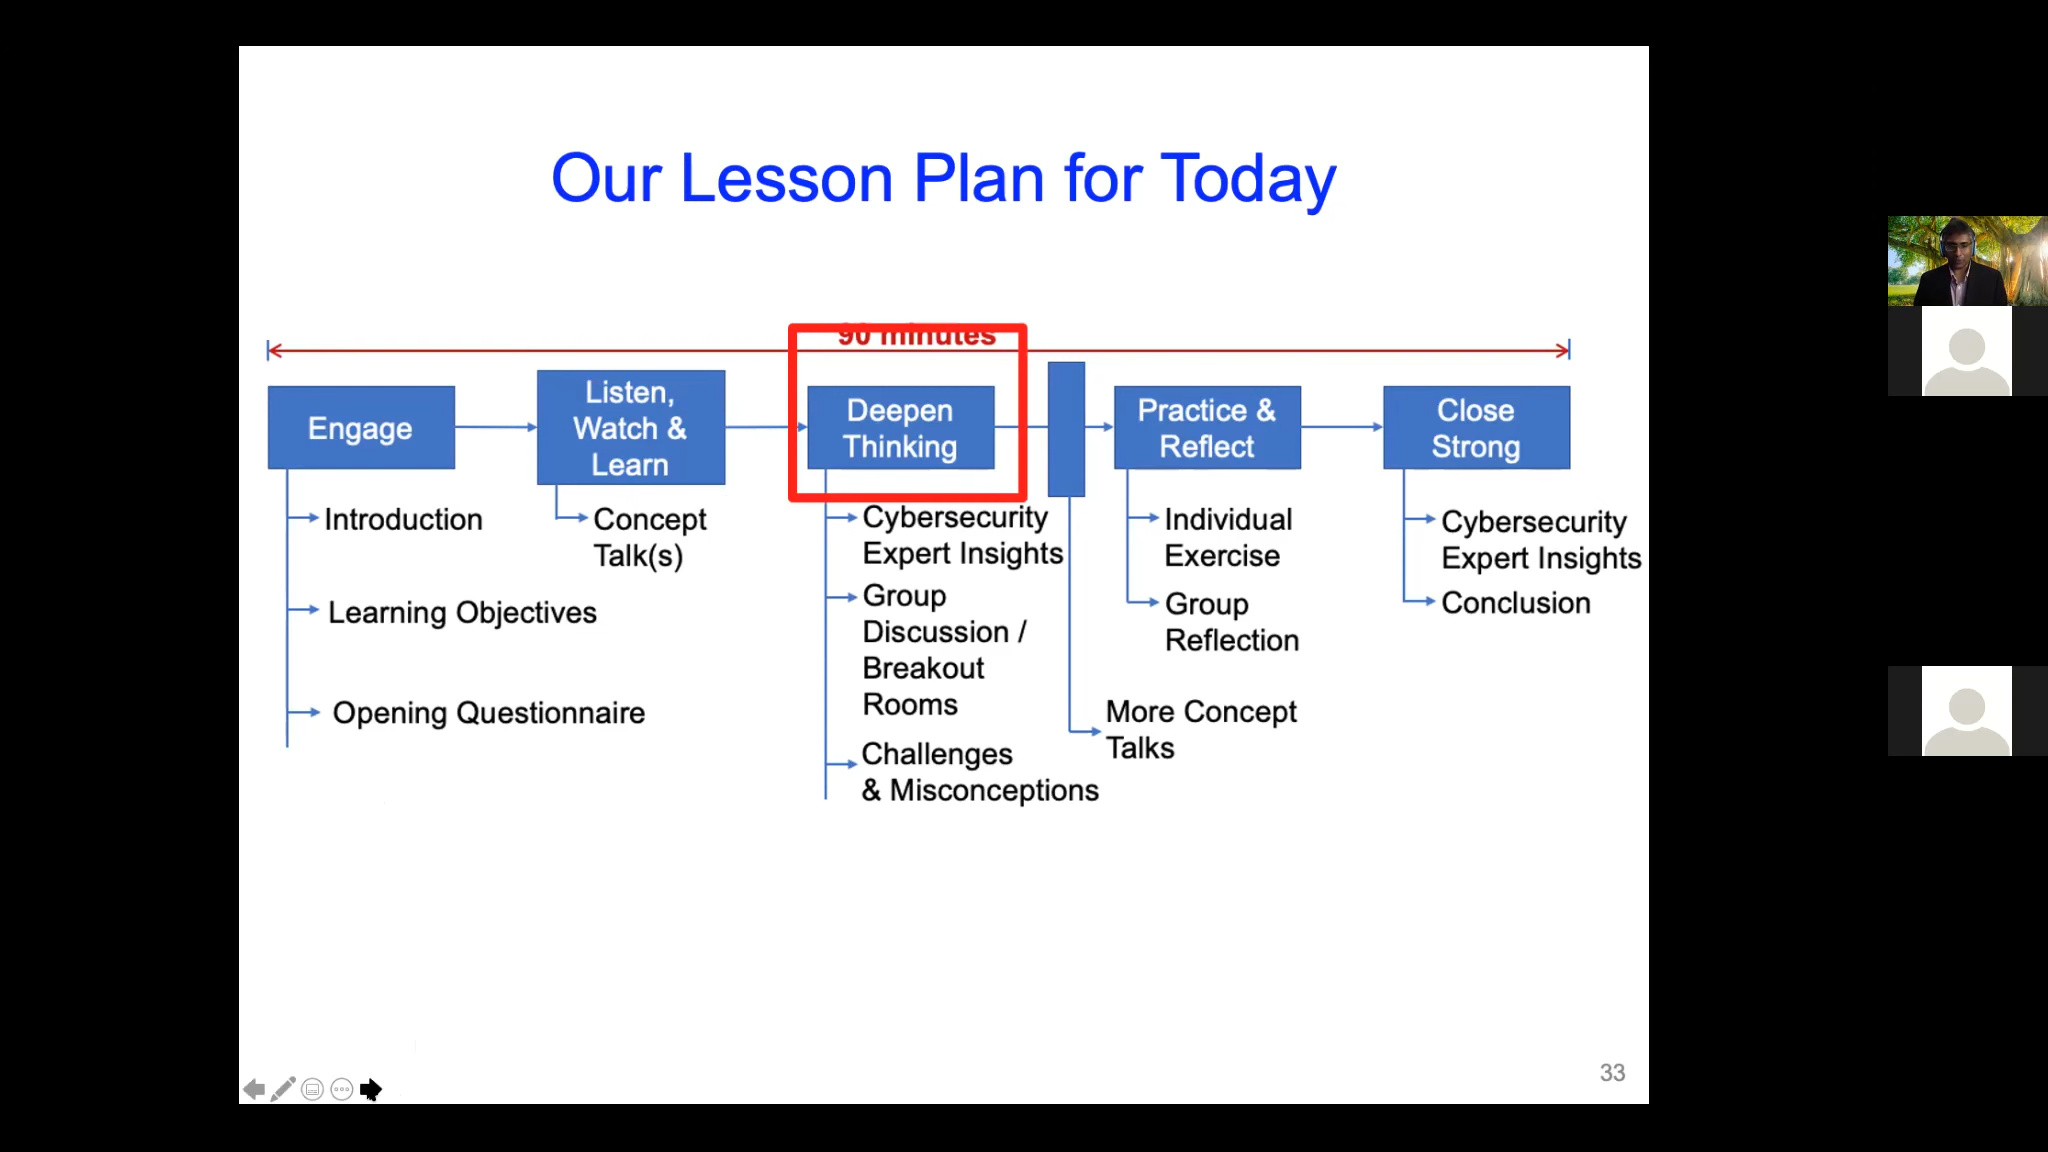 Our Lesson Plan for Today
90 minutes
Engage
Introduction
Learning Objectives
Opening Questionnaire
Listen,
Watch &
Learn
Concept
Talk(s)
Deepen
Thinking
Cybersecurity
Expert Insights
Group
Discussion /
Breakout
Rooms
Challenges
& Misconceptions
More Concept
Talks
Practice &
Reflect
Individual
Exercise
Group
Reflection
Close
Strong
Cybersecurity
Expert Insights
Conclusion
33